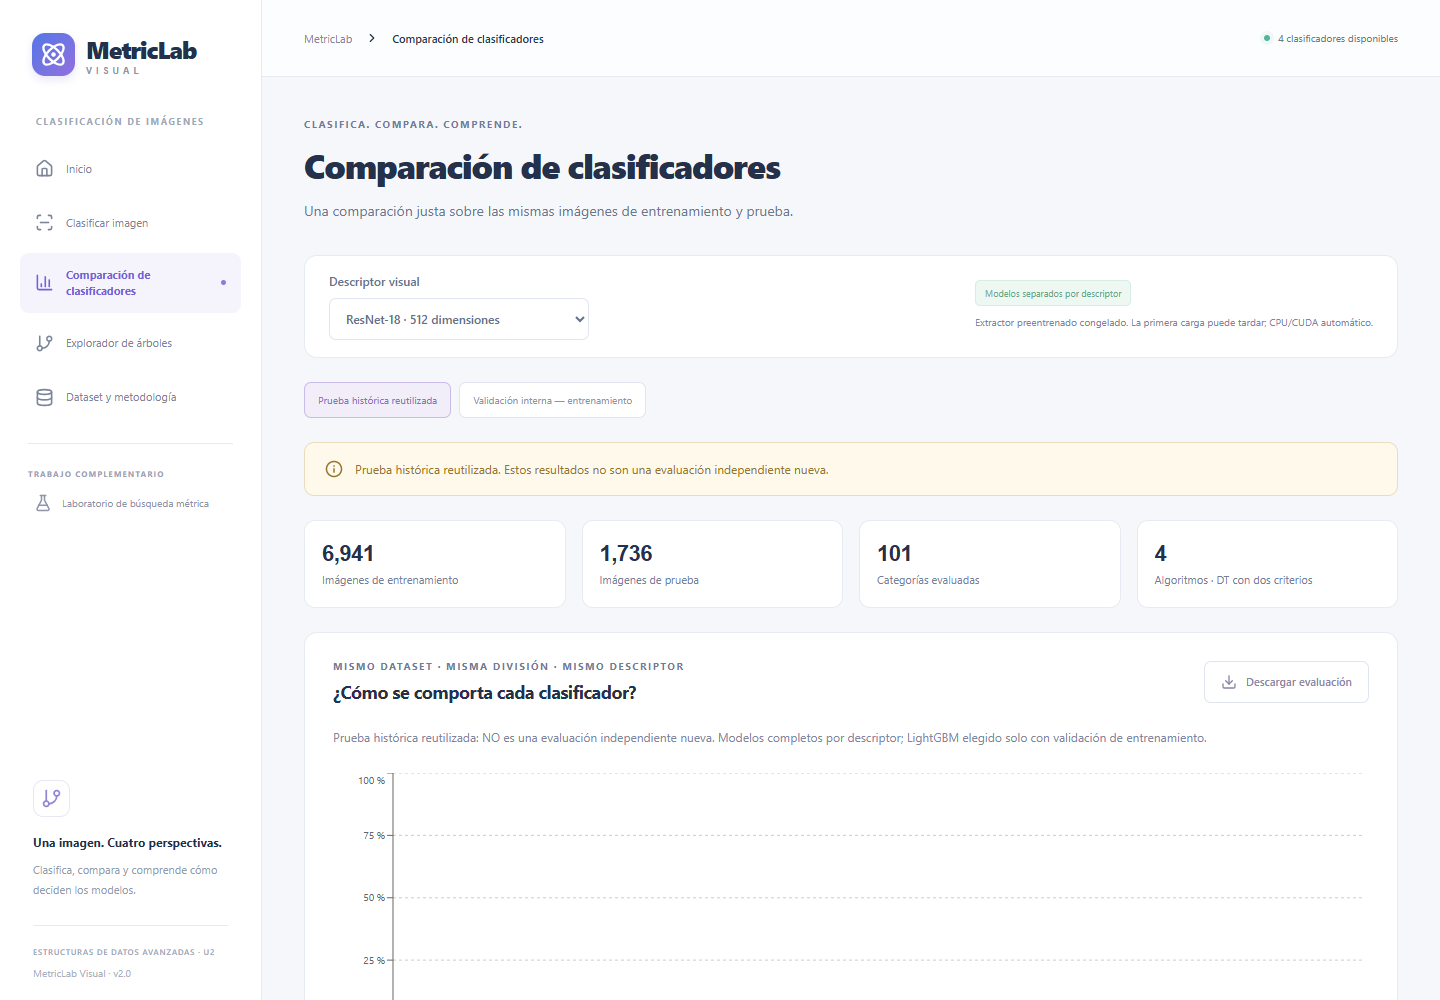 MetricLab
VISUAL
CLASIFICACIÓN DE IMÁGENES
Inicio
Clasificar imagen
Comparación de
clasificadores
Explorador de árboles
Dataset y metodología
TRABAJO COMPLEMENTARIO
Laboratorio de búsqueda métrica
Una imagen. Cuatro perspectivas.
Clasifica, compara y comprende cómo
deciden los modelos.
ESTRUCTURAS DE DATOS AVANZADAS · U2
MetricLab Visual · v2.0
MetricLab
Comparación de clasificadores
4 clasificadores disponibles
CLASIFICA. COMPARA. COMPRENDE.
Comparación de clasificadores
Una comparación justa sobre las mismas imágenes de entrenamiento y prueba.
Descriptor visual
ResNet-18 · 512 dimensiones
Modelos separados por descriptor
Extractor preentrenado congelado. La primera carga puede tardar; CPU/CUDA automático.
Prueba histórica reutilizada
Validación interna — entrenamiento
Prueba histórica reutilizada. Estos resultados no son una evaluación independiente nueva.
6,941
Imágenes de entrenamiento
1,736
Imágenes de prueba
101
Categorías evaluadas
4
Algoritmos · DT con dos criterios
MISMO DATASET · MISMA DIVISIÓN · MISMO DESCRIPTOR
¿Cómo se comporta cada clasificador?
Descargar evaluación
Prueba histórica reutilizada: NO es una evaluación independiente nueva. Modelos completos por descriptor; LightGBM elegido solo con validación de entrenamiento.
100 %
75 %
50 %
25 %